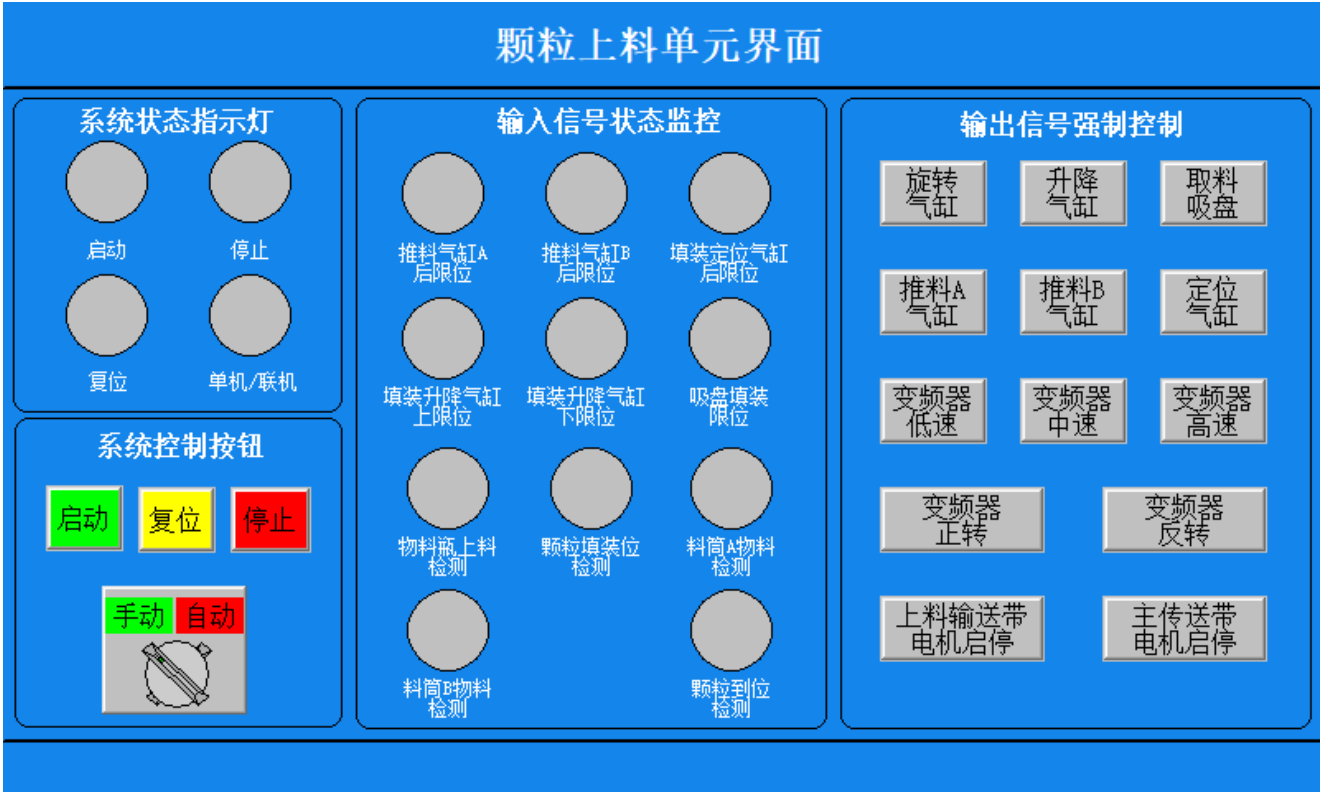 颗粒上料单元界面
系统状态指示灯
启动
停止
复位
单机/联机
系统控制按钮
启动
复位
停止
手动
自动
输入信号状态监控
推料气缸A
后限位
推料气缸B
后限位
填装定位气缸
后限位
填装升降气缸
上限位
填装升降气缸
下限位
吸盘填装
限位
物料瓶上料
检测
颗粒填装位
检测
料筒A物料
检测
料筒B物料
检测
颗粒到位
检测
输出信号强制控制
旋转
气缸
升降
气缸
取料
吸盘
推料A
气缸
推料B
气缸
定位
气缸
变频器
低速
变频器
中速
变频器
高速
变频器
正转
变频器
反转
上料输送带
电机启停
主传送带
电机启停